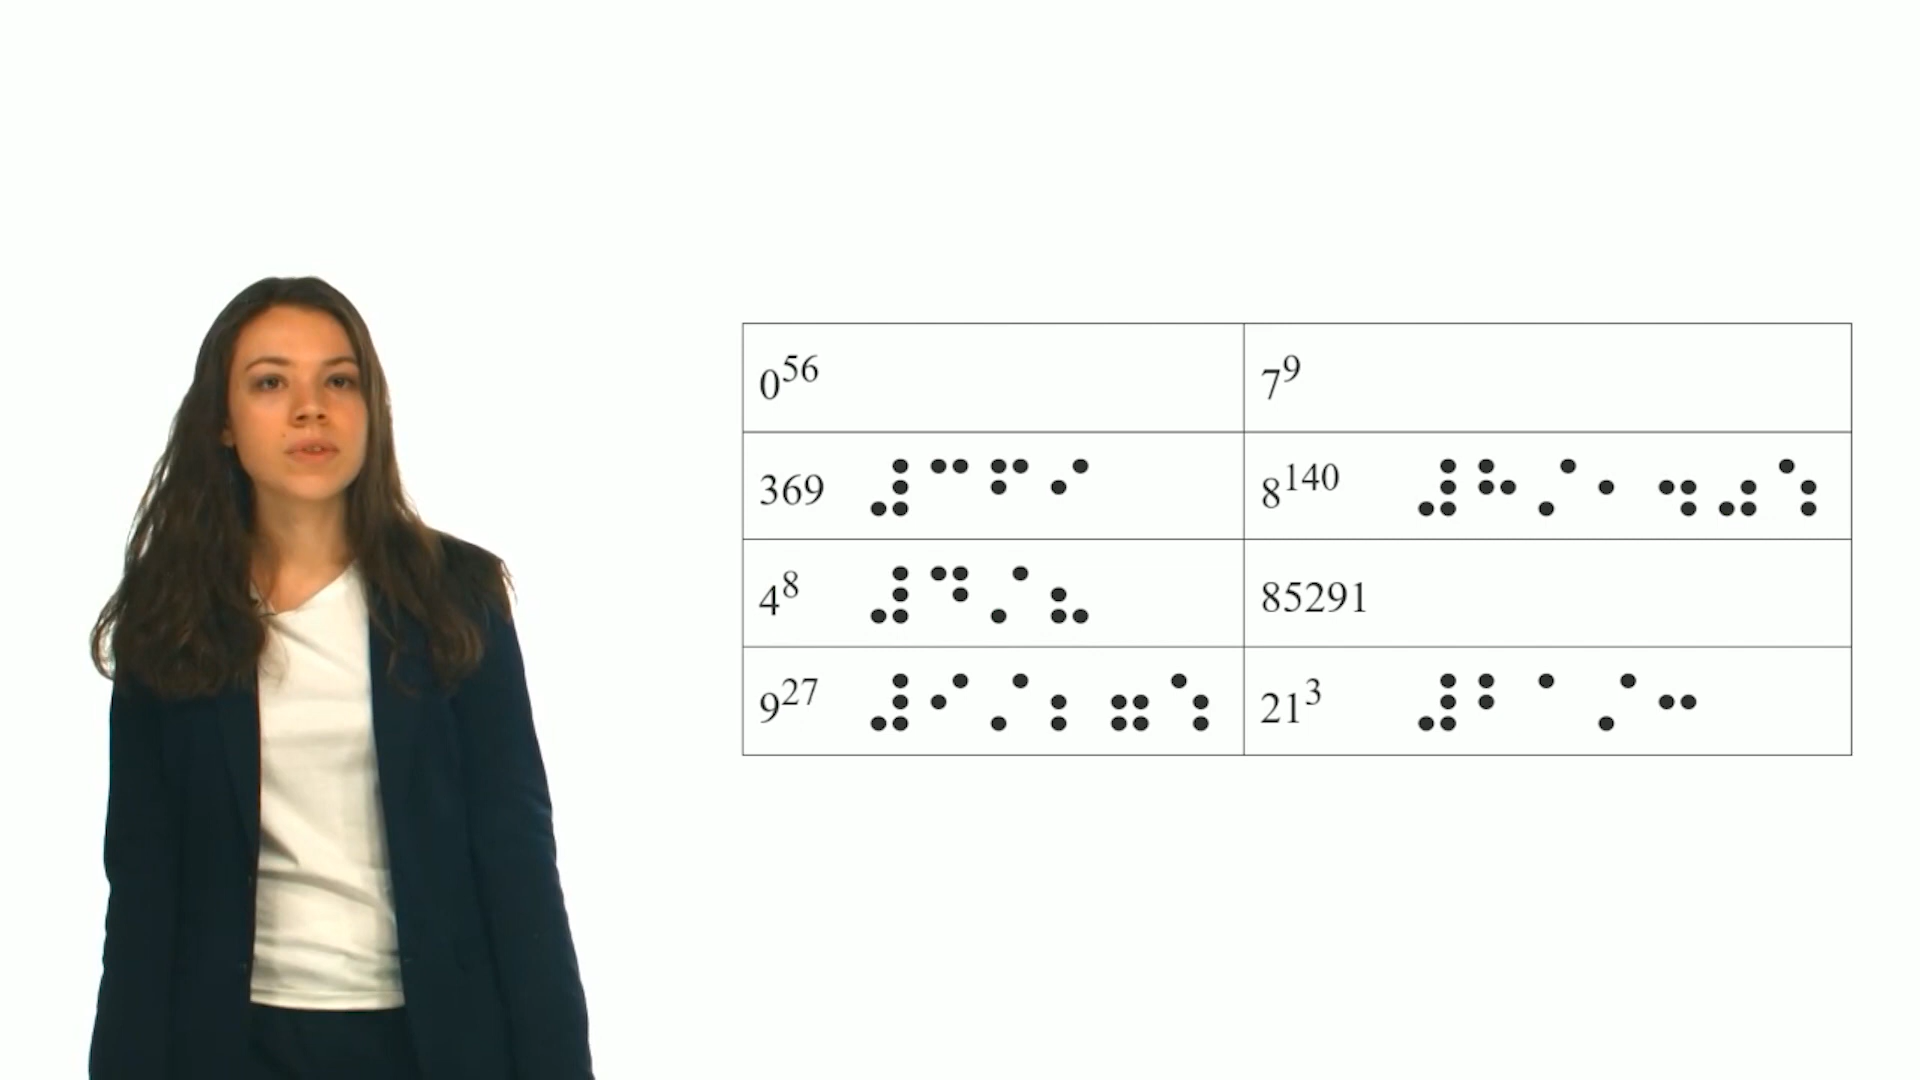 0⁵⁶ 7⁹
369 ⠼⠉⠋⠊ 8¹⁴⁰ ⠼⠓⠌⠂⠲⠴⠱
4⁸ ⠼⠙⠌⠦ 85291
9²⁷ ⠼⠊⠌⠆⠶⠱ 21³ ⠼⠃⠁⠌⠒